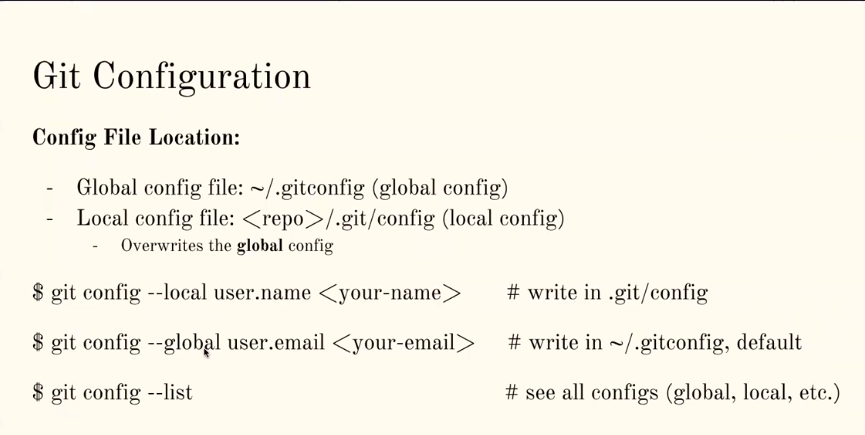 Git Configuration
Config File Location:
- Global config file: ~/.gitconfig (global config)
- Local config file: <repo>/.git/config (local config)
- Overwrites the global config
$ git config --local user.name <your-name> # write in .git/config
$ git config --global user.email <your-email> # write in ~/.gitconfig, default
$ git config --list # see all configs (global, local, etc.)